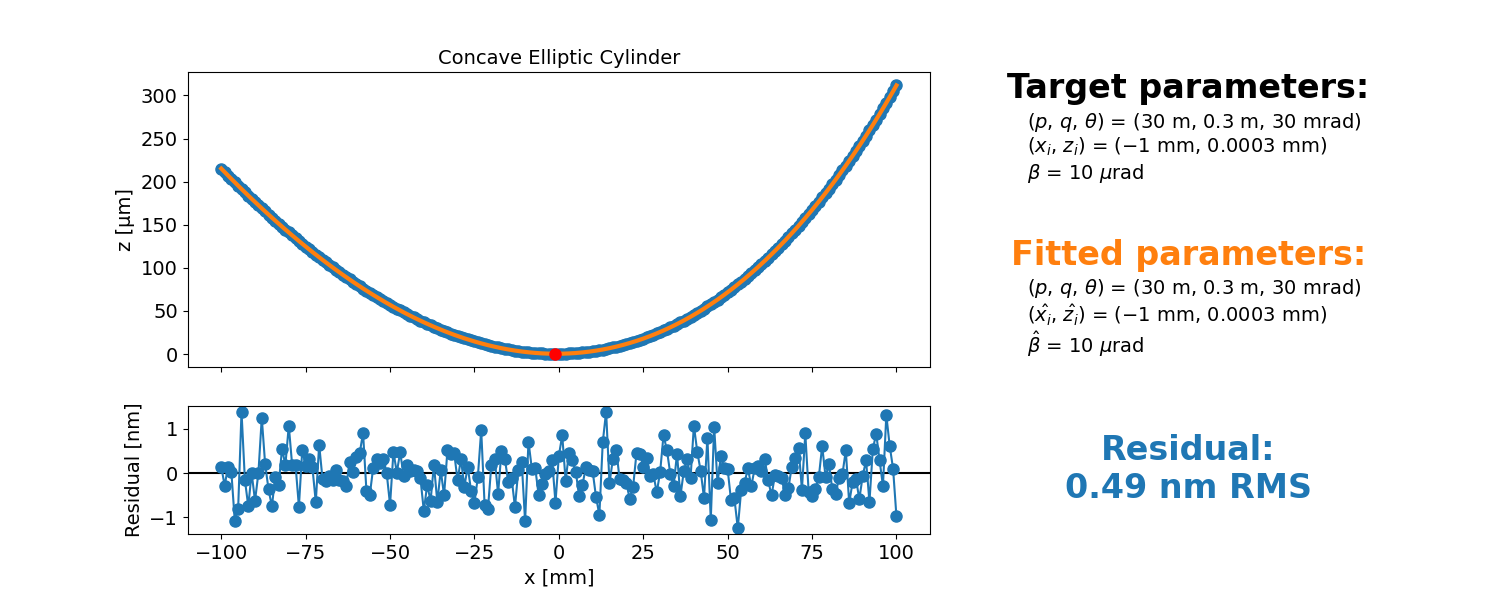 Concave Elliptic Cylinder
z [μm]
300
250
200
150
100
50
0
Residual [nm]
1
0
−1
−100 −75 −50 −25 0 25 50 75 100
x [mm]
Target parameters:
(p, q, θ) = (30 m, 0.3 m, 30 mrad)
(xᵢ, zᵢ) = (−1 mm, 0.0003 mm)
β = 10 μrad
Fitted parameters:
(p, q, θ) = (30 m, 0.3 m, 30 mrad)
(x̂ᵢ, ẑᵢ) = (−1 mm, 0.0003 mm)
β̂ = 10 μrad
Residual:
0.49 nm RMS